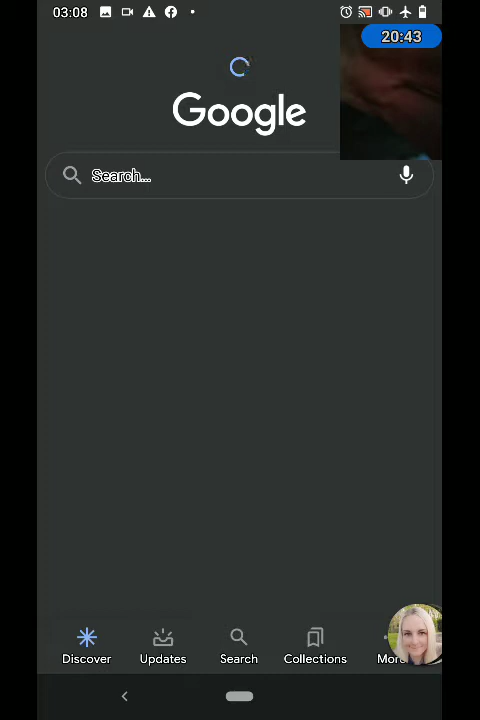 03:08
20:43
Google
Search...
Discover
Updates
Search
Collections
More